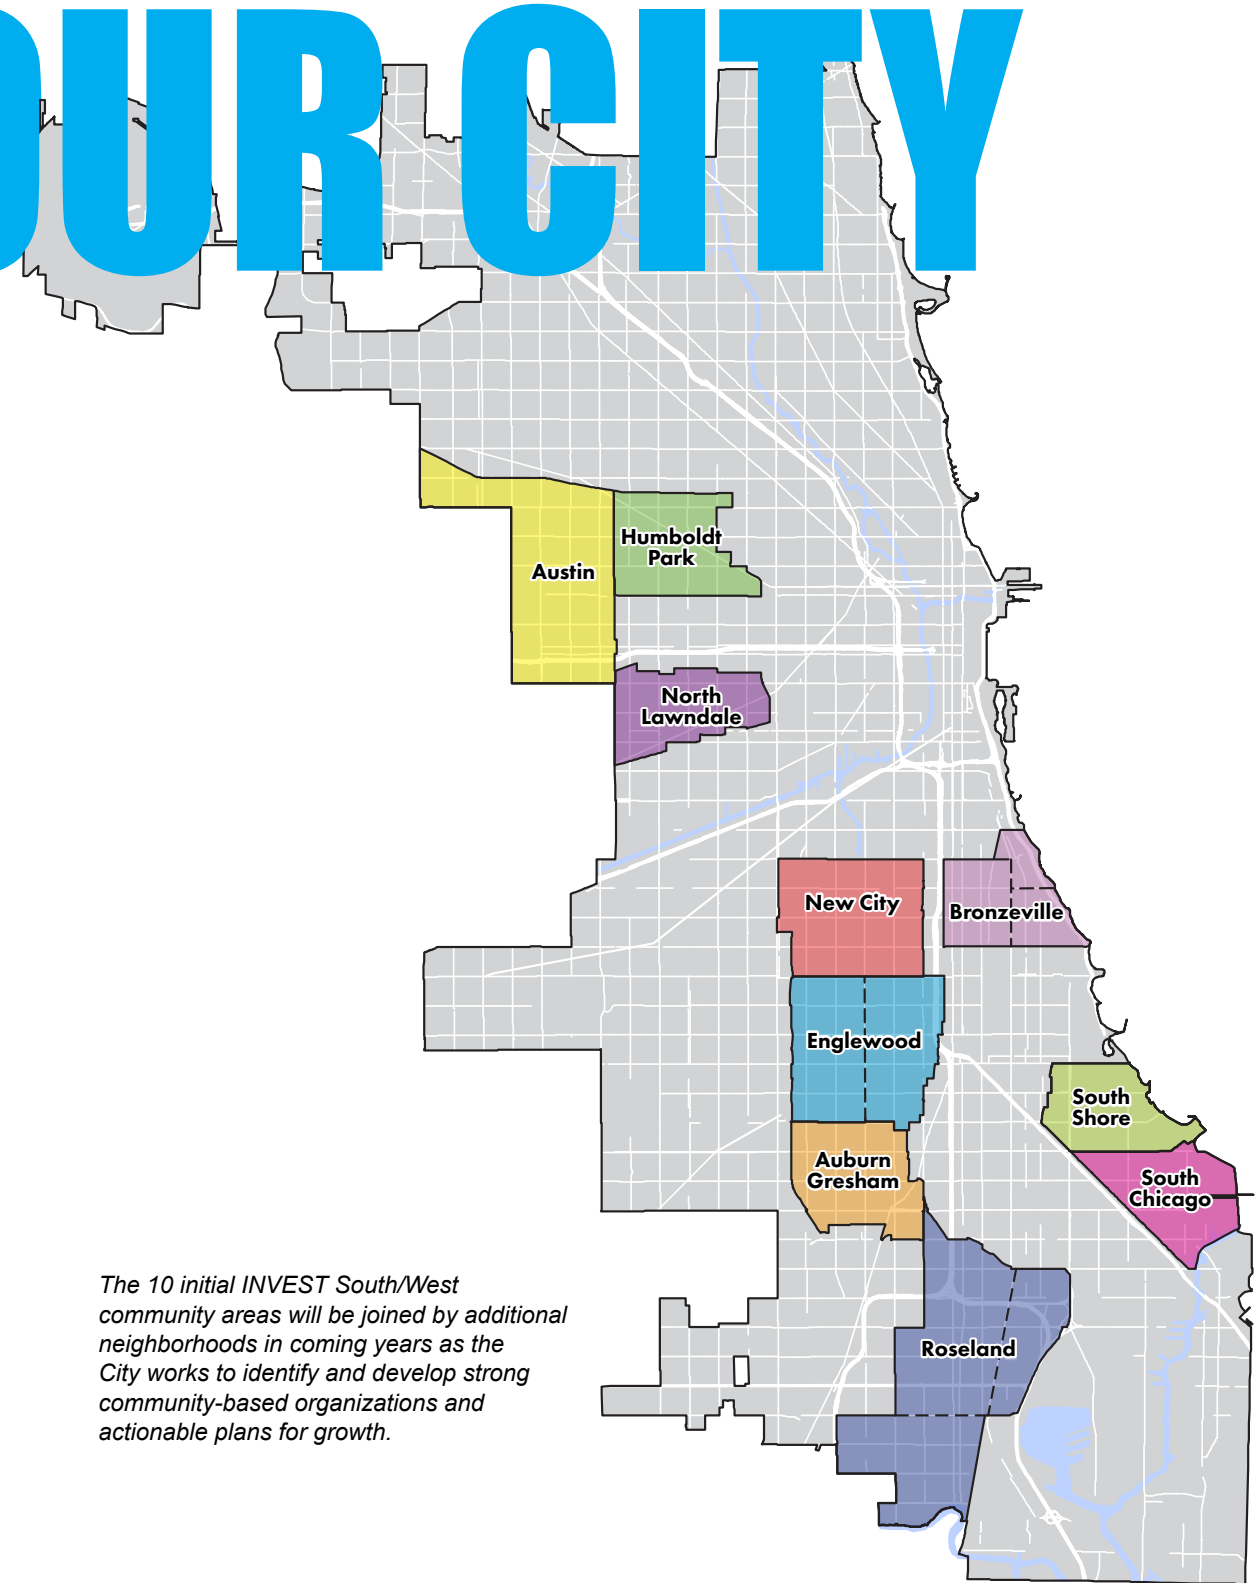 OUR CITY
Humboldt
Park
Austin
North
Lawndale
New City
Bronzeville
Englewood
South
Shore
Auburn
Gresham
South
Chicago
Roseland
The 10 initial INVEST South/West
community areas will be joined by additional
neighborhoods in coming years as the
City works to identify and develop strong
community-based organizations and
actionable plans for growth.